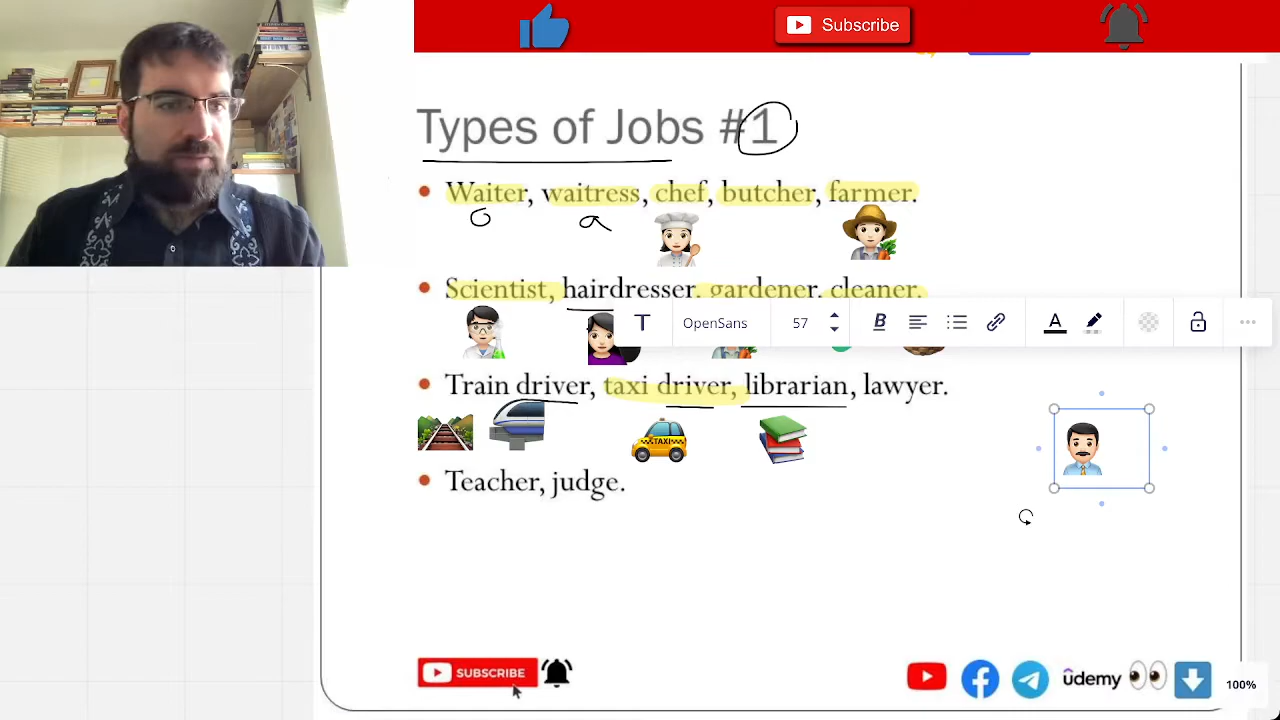 Subscribe
Types of Jobs #1
Waiter, waitress, chef, butcher, farmer.
o a
Scientist, hairdresser, gardener, cleaner.
OpenSans 57 B A
Train driver, taxi driver, librarian, lawyer.
TAXI
Teacher, judge.
SUBSCRIBE
udemy
100%